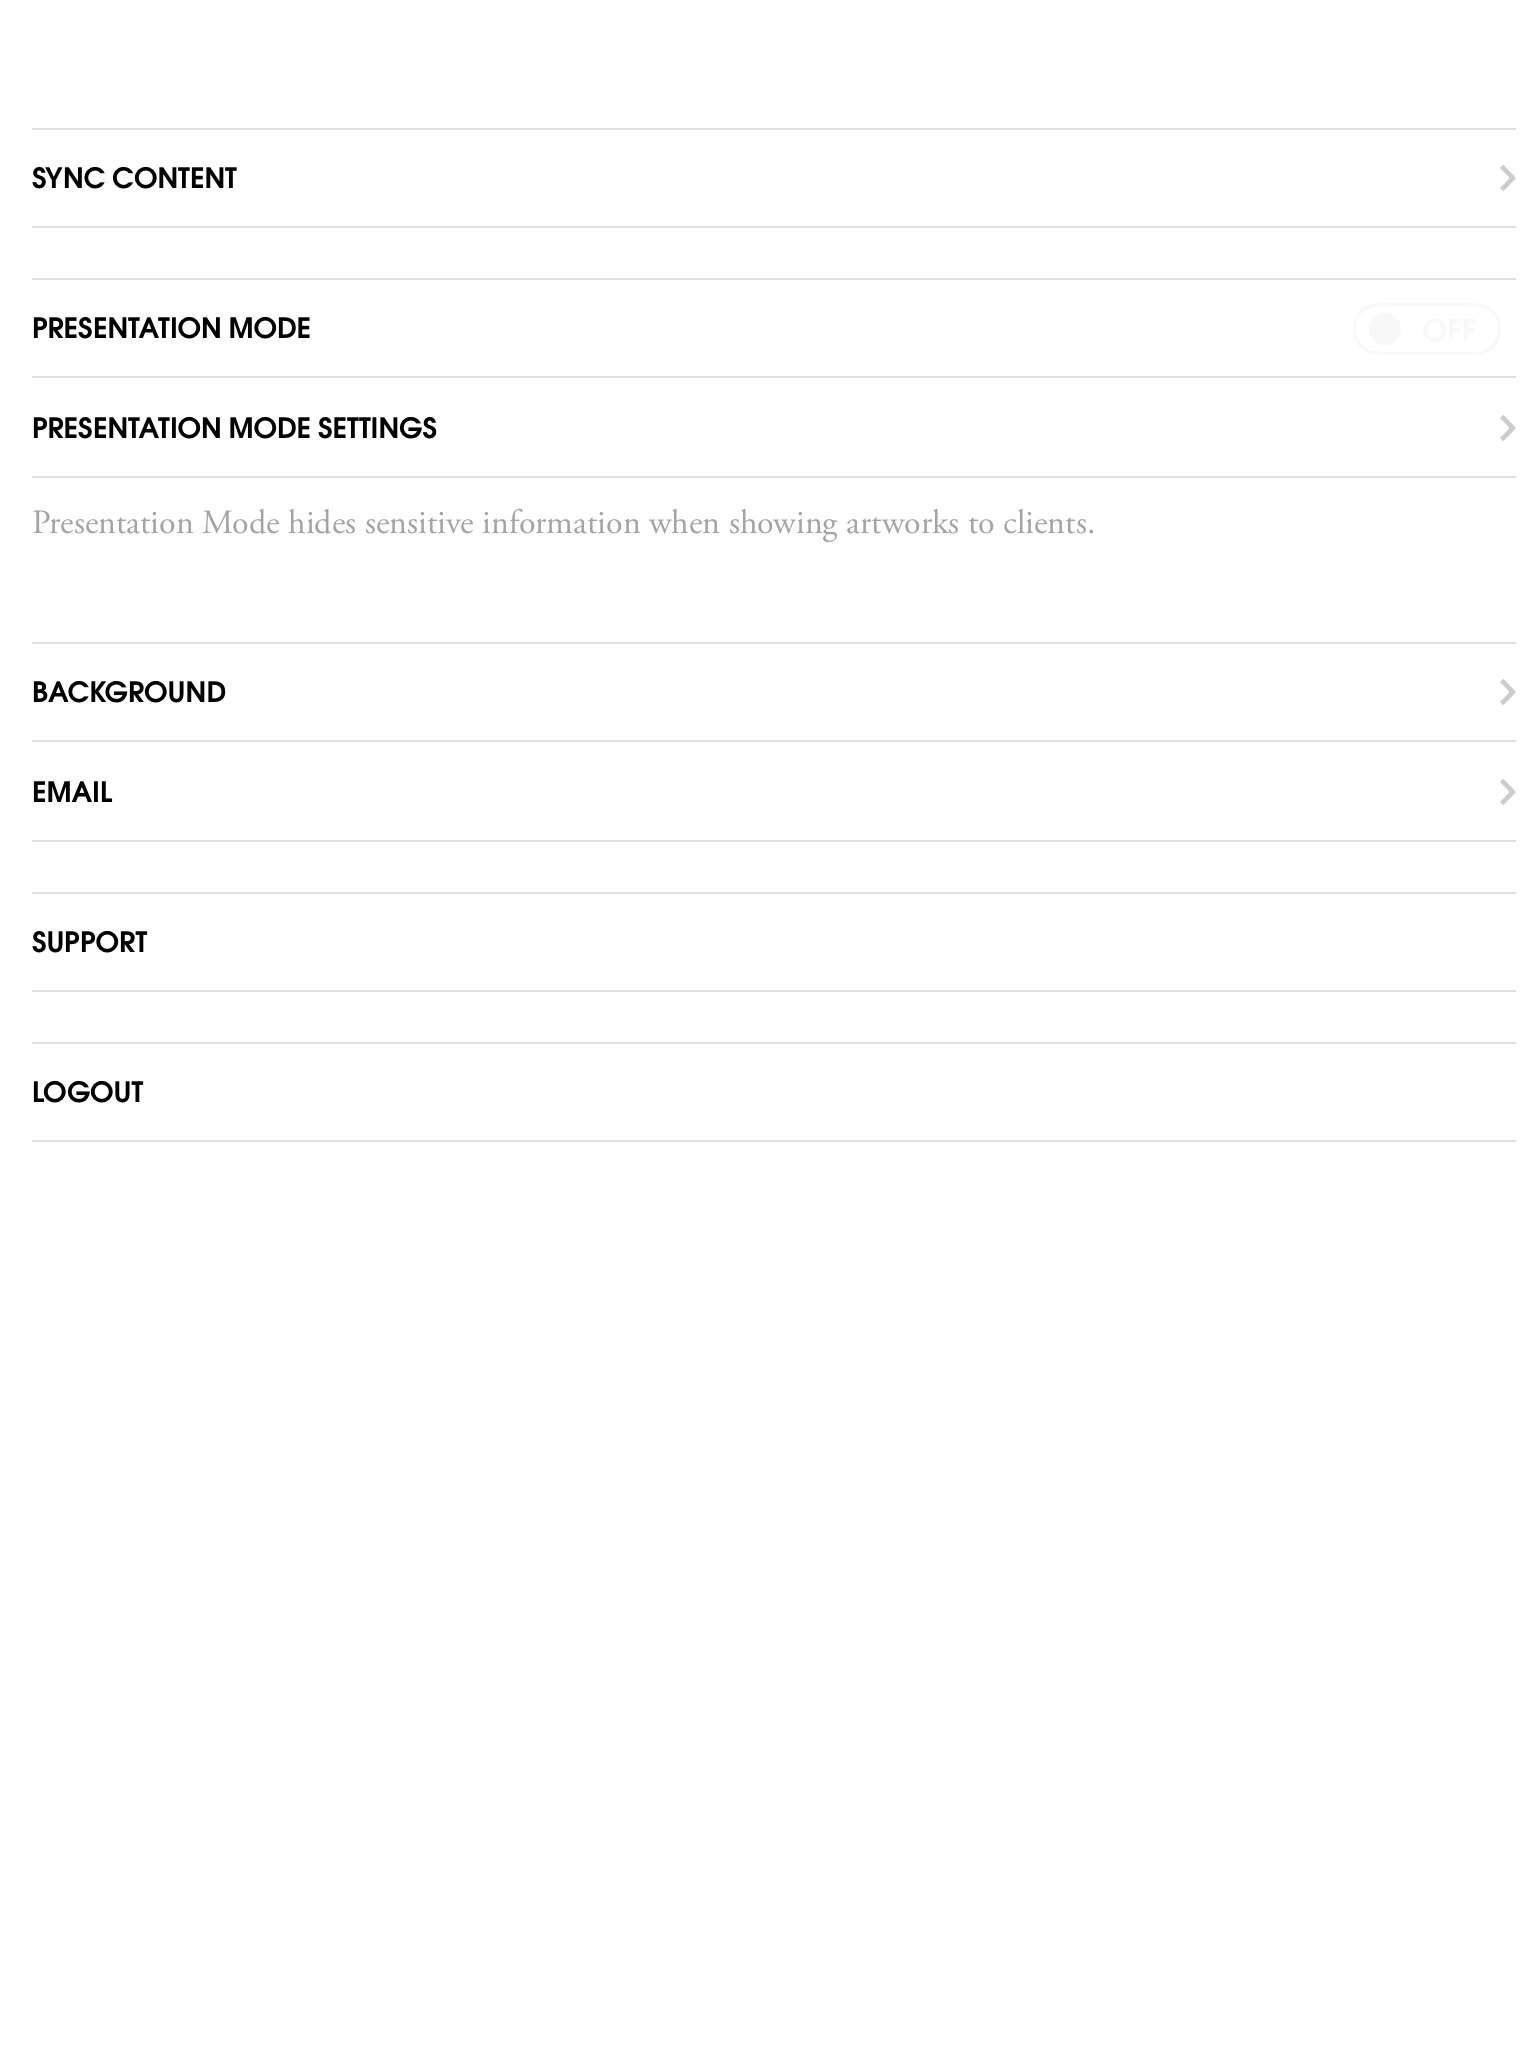 SYNC CONTENT
PRESENTATION MODE
OFF
PRESENTATION MODE SETTINGS
Presentation Mode hides sensitive information when showing artworks to clients.
BACKGROUND
EMAIL
SUPPORT
LOGOUT